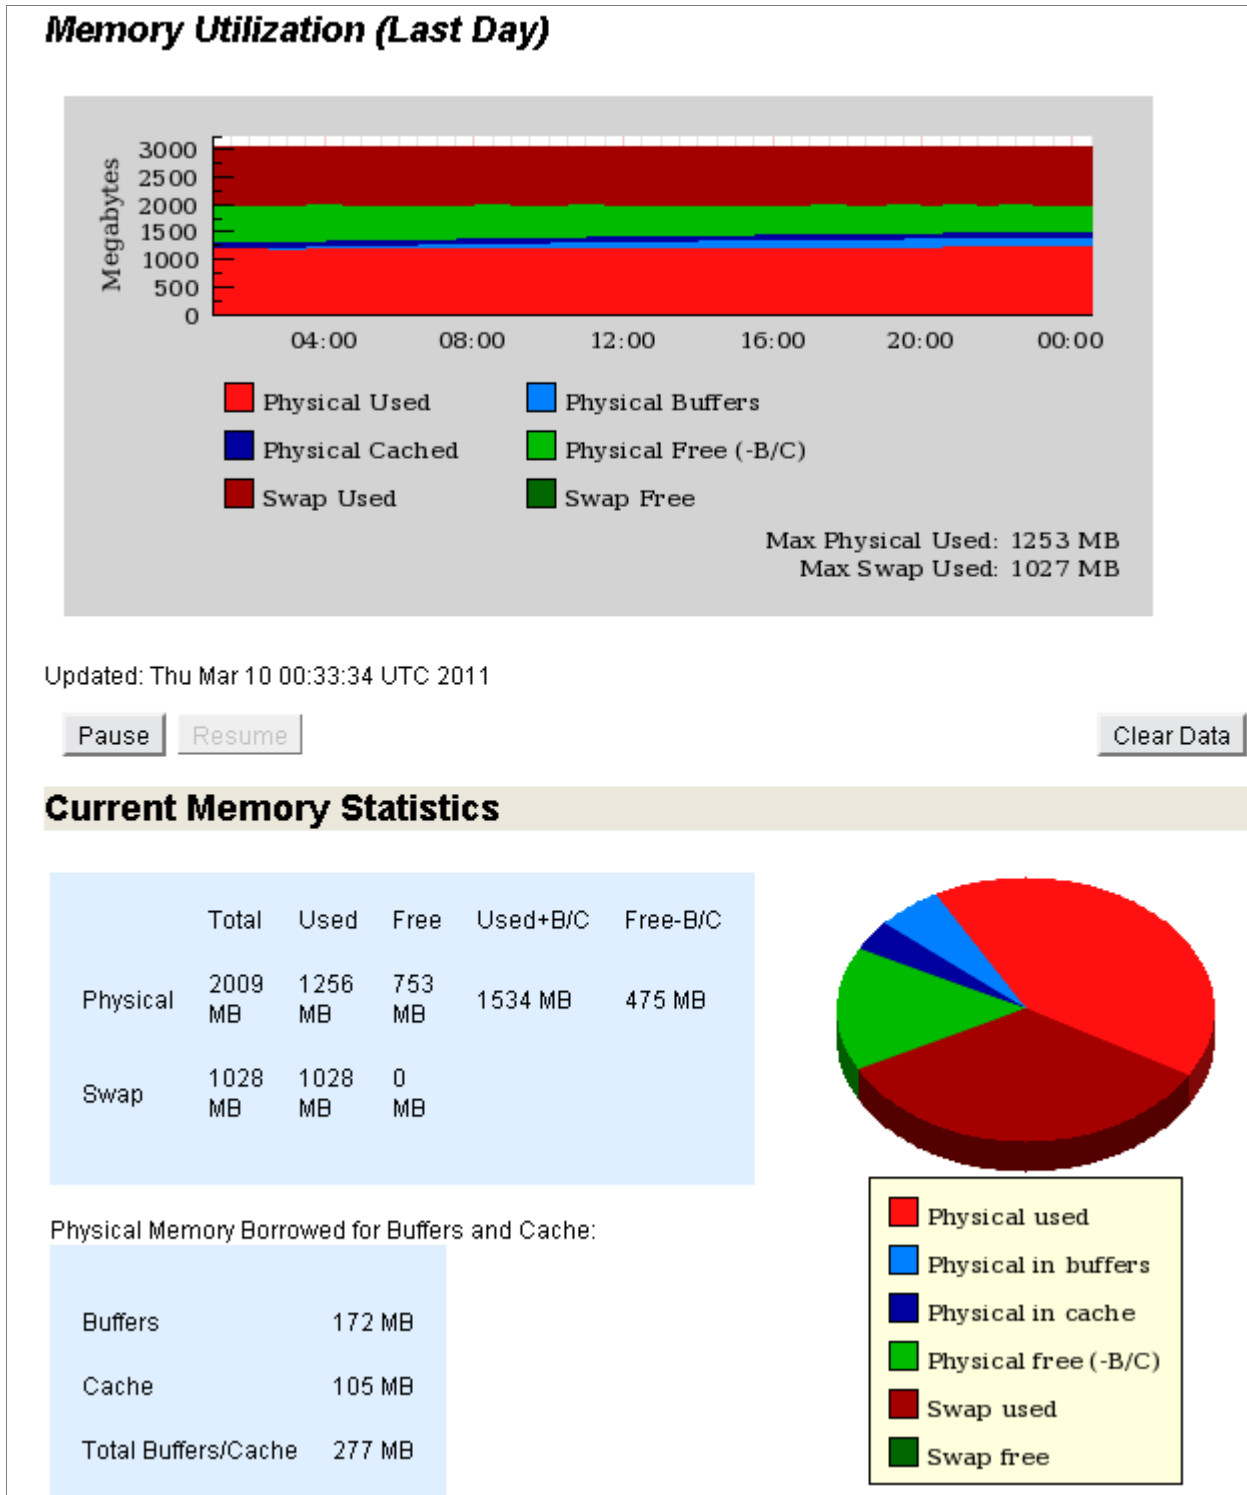 Memory Utilization (Last Day)
Megabytes
3000
2500
2000
1500
1000
500
0
04:00 08:00 12:00 16:00 20:00 00:00
Physical Used Physical Buffers
Physical Cached Physical Free (-B/C)
Swap Used Swap Free
Max Physical Used: 1253 MB
Max Swap Used: 1027 MB
Updated: Thu Mar 10 00:33:34 UTC 2011
Pause Resume Clear Data
Current Memory Statistics
Total Used Free Used+B/C Free-B/C
Physical 2009 MB 1256 MB 753 MB 1534 MB 475 MB
Swap 1028 MB 1028 MB 0 MB
Physical Memory Borrowed for Buffers and Cache:
Buffers 172 MB
Cache 105 MB
Total Buffers/Cache 277 MB
Physical used
Physical in buffers
Physical in cache
Physical free (-B/C)
Swap used
Swap free